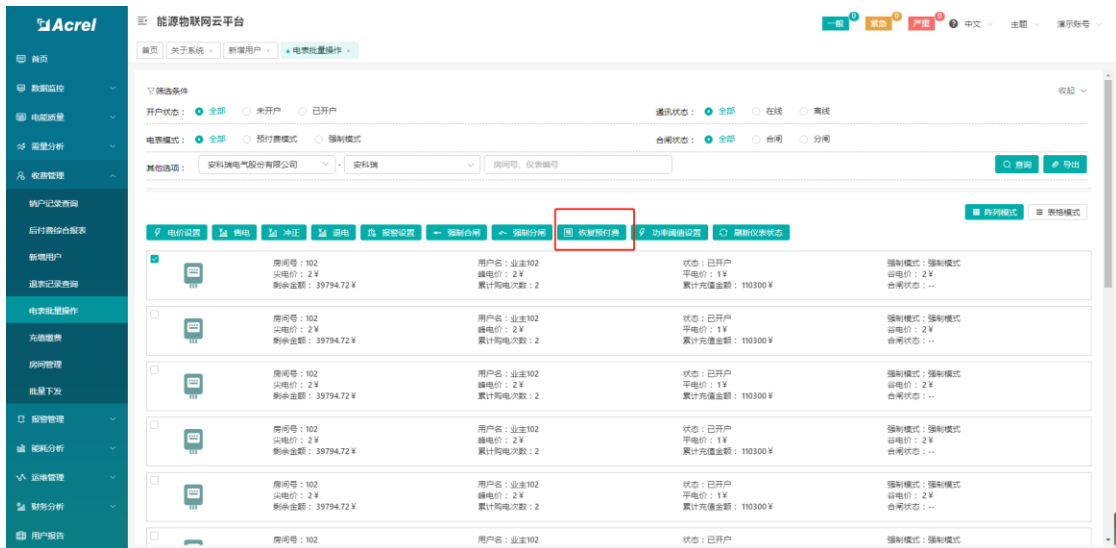 Acrel
能源物联网云平台
一般 0 紧急 0 严重 0 中文 主题 演示账号
首页 关于系统 × 新增用户 × 电表批量操作 ×
首页
数据监控
电能质量
需量分析
收费管理
销户记录查询
后付费综合报表
新增用户
退表记录查询
电表批量操作
充值缴费
房间管理
批量下发
报警管理
能耗分析
运维管理
财务分析
用户报告
筛选条件 收起
开户状态： 全部 未开户 已开户 通讯状态： 全部 在线 离线
电表模式： 全部 预付费模式 强制模式 合闸状态： 全部 合闸 分闸
其他选项： 安科瑞电气股份有限公司 - 安科瑞 房间号、仪表编号 查询 导出
阵列模式 表格模式
电价设置 售电 冲正 退电 报警设置 强制合闸 强制分闸 恢复预付费 功率阈值设置 刷新仪表状态
房间号：102 用户名：业主102 状态：已开户 强制模式：强制模式
尖电价： 2¥ 峰电价： 2¥ 平电价： 1¥ 谷电价： 2¥
剩余金额： 39794.72¥ 累计购电次数：2 累计充值金额： 110300¥ 合闸状态：--
房间号：102 用户名：业主102 状态：已开户 强制模式：强制模式
尖电价： 2¥ 峰电价： 2¥ 平电价： 1¥ 谷电价： 2¥
剩余金额： 39794.72¥ 累计购电次数：2 累计充值金额： 110300¥ 合闸状态：--
房间号：102 用户名：业主102 状态：已开户 强制模式：强制模式
尖电价： 2¥ 峰电价： 2¥ 平电价： 1¥ 谷电价： 2¥
剩余金额： 39794.72¥ 累计购电次数：2 累计充值金额： 110300¥ 合闸状态：--
房间号：102 用户名：业主102 状态：已开户 强制模式：强制模式
尖电价： 2¥ 峰电价： 2¥ 平电价： 1¥ 谷电价： 2¥
剩余金额： 39794.72¥ 累计购电次数：2 累计充值金额： 110300¥ 合闸状态：--
房间号：102 用户名：业主102 状态：已开户 强制模式：强制模式
尖电价： 2¥ 峰电价： 2¥ 平电价： 1¥ 谷电价： 2¥
剩余金额： 39794.72¥ 累计购电次数：2 累计充值金额： 110300¥ 合闸状态：--
房间号：102 用户名：业主102 状态：已开户 强制模式：强制模式